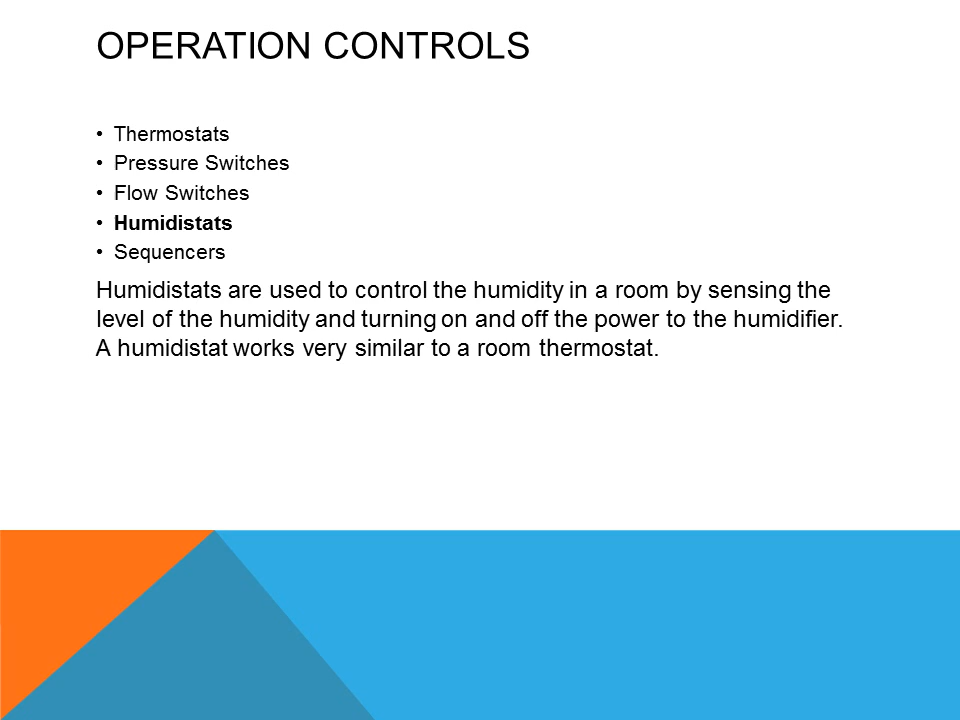 OPERATION CONTROLS
• Thermostats
• Pressure Switches
• Flow Switches
• Humidistats
• Sequencers
Humidistats are used to control the humidity in a room by sensing the
level of the humidity and turning on and off the power to the humidifier.
A humidistat works very similar to a room thermostat.